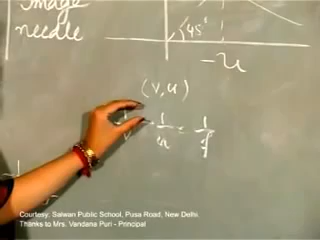 Image
needle
45°
-u
(v,u)
1/v - 1/u = 1/f
Courtesy: Salwan Public School, Pusa Road, New Delhi.
Thanks to Mrs. Vandana Puri - Principal